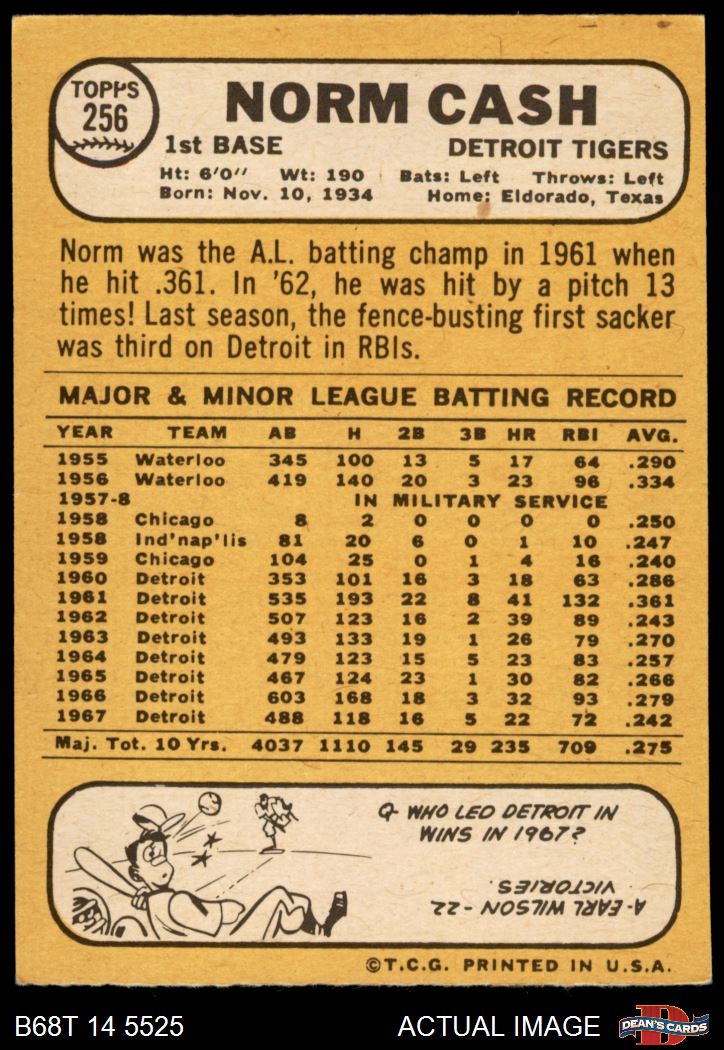 TOPPS
256
NORM CASH
1st BASE DETROIT TIGERS
Ht: 6'0" Wt: 190 Bats: Left Throws: Left
Born: Nov. 10, 1934 Home: Eldorado, Texas
Norm was the A.L. batting champ in 1961 when
he hit .361. In '62, he was hit by a pitch 13
times! Last season, the fence-busting first sacker
was third on Detroit in RBIs.
MAJOR & MINOR LEAGUE BATTING RECORD
YEAR TEAM AB H 2B 3B HR RBI AVG.
1955 Waterloo 345 100 13 5 17 64 .290
1956 Waterloo 419 140 20 3 23 96 .334
1957-8 IN MILITARY SERVICE
1958 Chicago 8 2 0 0 0 0 .250
1958 Ind'nap'lis 81 20 6 0 1 10 .247
1959 Chicago 104 25 0 1 4 16 .240
1960 Detroit 353 101 16 3 18 63 .286
1961 Detroit 535 193 22 8 41 132 .361
1962 Detroit 507 123 16 2 39 89 .243
1963 Detroit 493 133 19 1 26 79 .270
1964 Detroit 479 123 15 5 23 83 .257
1965 Detroit 467 124 23 1 30 82 .266
1966 Detroit 603 168 18 3 32 93 .279
1967 Detroit 488 118 16 5 22 72 .242
Maj. Tot. 10 Yrs. 4037 1110 145 29 235 709 .275
Q- WHO LED DETROIT IN
WINS IN 1967?
A- EARL WILSON - 22
VICTORIES.
©T.C.G. PRINTED IN U.S.A.
B68T 14 5525 ACTUAL IMAGE D DEAN'S CARDS